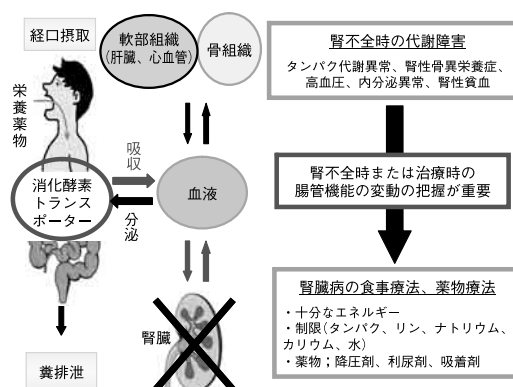 経口摂取
栄養薬物
軟部組織
(肝臓、心血管)
骨組織
吸収
消化酵素
トランス
ポーター
分泌
血液
腎臓
糞排泄
腎不全時の代謝障害
タンパク代謝異常、腎性骨異栄養症、
高血圧、内分泌異常、腎性貧血
腎不全時または治療時の
腸管機能の変動の把握が重要
腎臓病の食事療法、薬物療法
・十分なエネルギー
・制限(タンパク、リン、ナトリウム、
カリウム、水)
・薬物；降圧剤、利尿剤、吸着剤